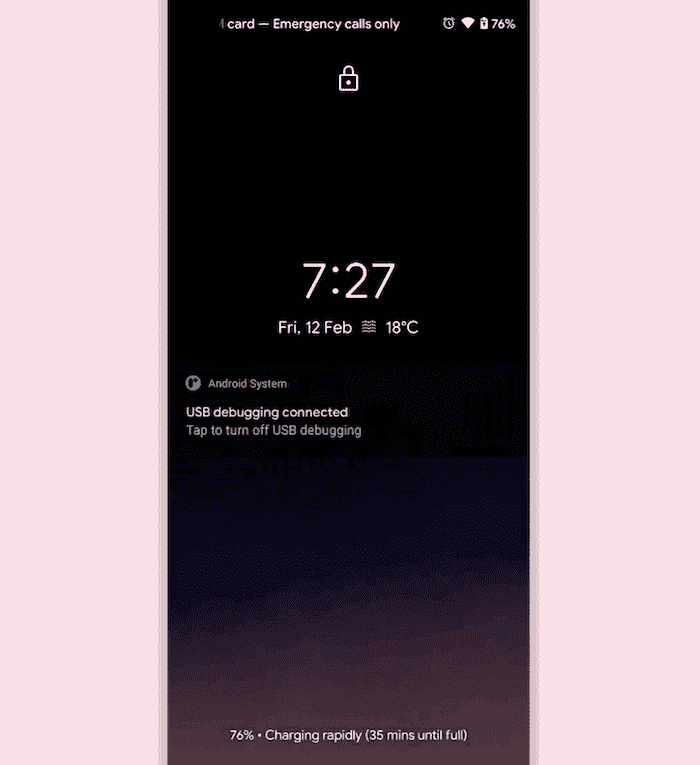 card — Emergency calls only
76%
7:27
Fri, 12 Feb 18°C
Android System
USB debugging connected
Tap to turn off USB debugging
76% • Charging rapidly (35 mins until full)